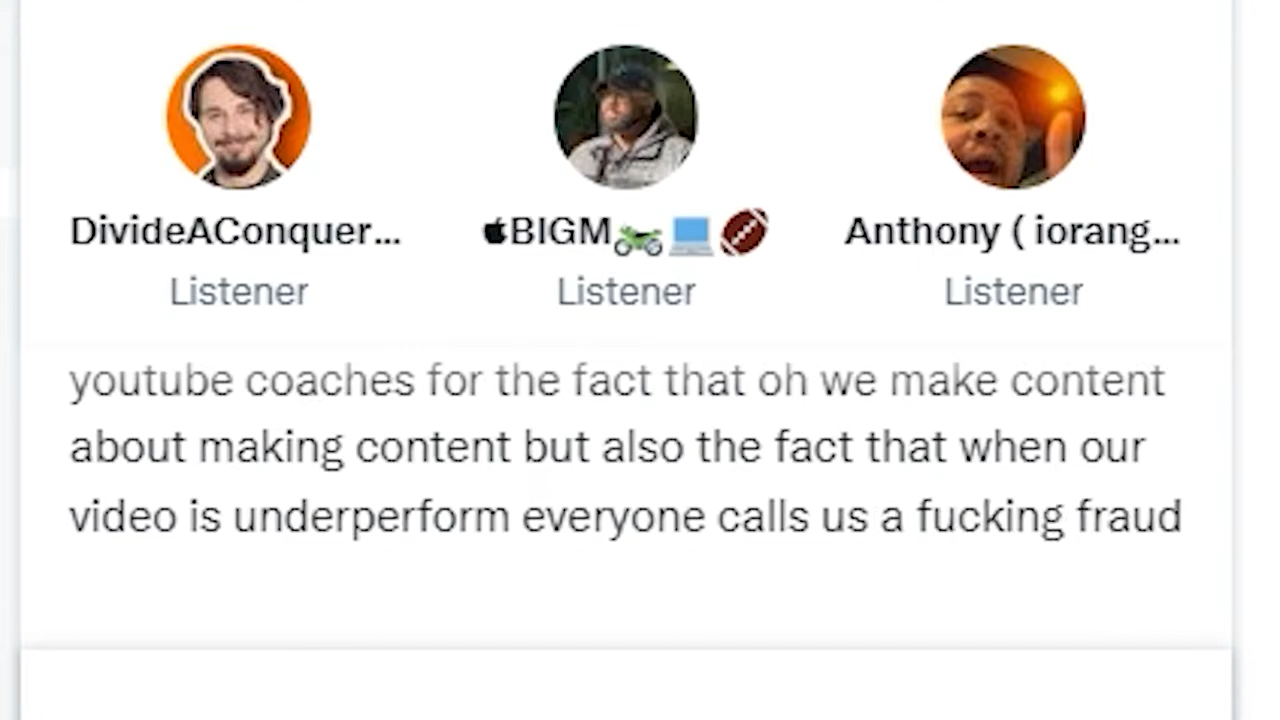 DivideAConquer... BIGM🏍️💻🏈 Anthony ( iorang...
Listener Listener Listener
youtube coaches for the fact that oh we make content
about making content but also the fact that when our
video is underperform everyone calls us a fucking fraud